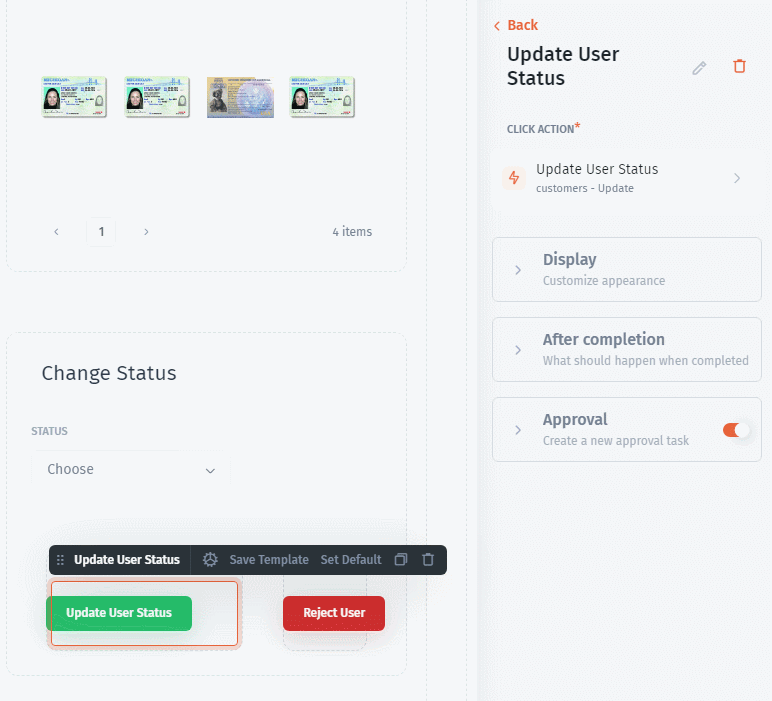 1
4 items
Change Status
STATUS
Choose
Update User Status
Save Template
Set Default
Update User Status
Reject User
Back
Update User
Status
CLICK ACTION*
Update User Status
customers - Update
Display
Customize appearance
After completion
What should happen when completed
Approval
Create a new approval task